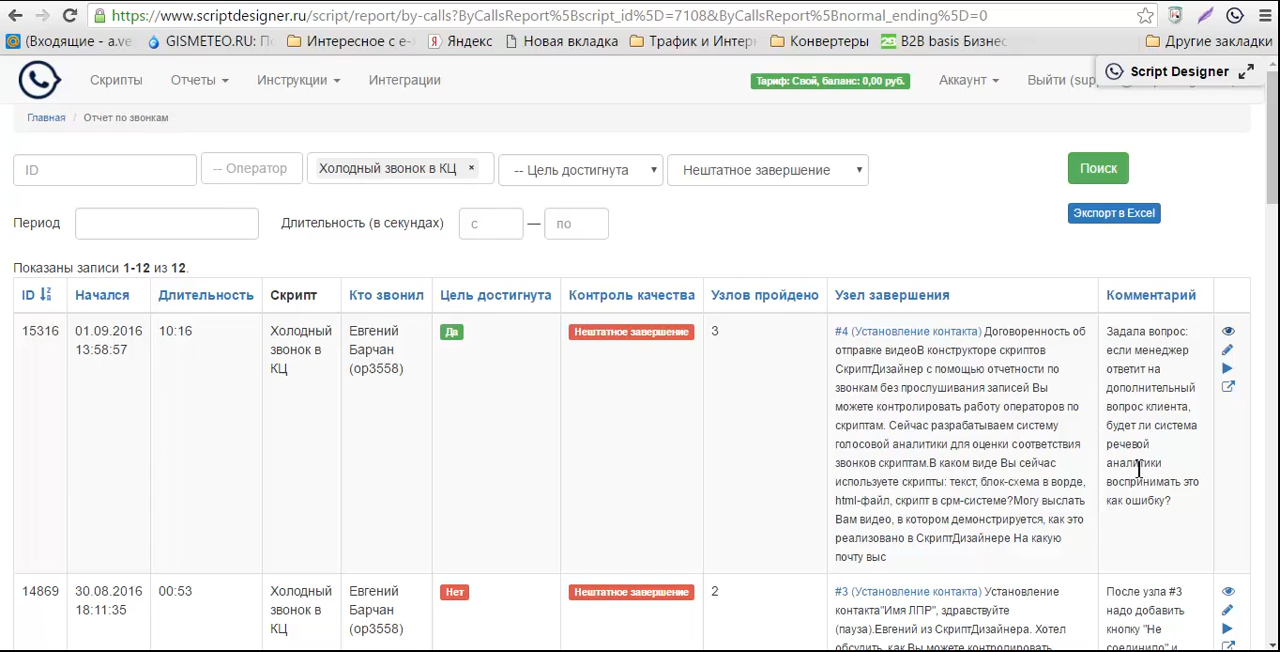 https://www.scriptdesigner.ru/script/report/by-calls?ByCallsReport%5Bscript_id%5D=7108&ByCallsReport%5Bnormal_ending%5D=0
(Входящие - a.ve
GISMETEO.RU: По
Интересное с e-
Яндекс
Новая вкладка
Трафик и Интер
Конвертеры
B2B basis Бизнес
Другие закладки
Скрипты
Отчеты
Инструкции
Интеграции
Тариф: Свой, баланс: 0,00 руб.
Аккаунт
Выйти (sup
Script Designer
Главная / Отчет по звонкам
ID
-- Оператор
Холодный звонок в КЦ ×
-- Цель достигнута
Нештатное завершение
Поиск
Период
Длительность (в секундах)
с — по
Экспорт в Excel
Показаны записи 1-12 из 12.
ID
Начался
Длительность
Скрипт
Кто звонил
Цель достигнута
Контроль качества
Узлов пройдено
Узел завершения
Комментарий
15316
01.09.2016
13:58:57
10:16
Холодный
звонок в
КЦ
Евгений
Барчан
(op3558)
Да
Нештатное завершение
3
#4 (Установление контакта) Договоренность об
отправке видеоВ конструкторе скриптов
СкриптДизайнер с помощью отчетности по
звонкам без прослушивания записей Вы
можете контролировать работу операторов по
скриптам. Сейчас разрабатываем систему
голосовой аналитики для оценки соответствия
звонков скриптам.В каком виде Вы сейчас
используете скрипты: текст, блок-схема в ворде,
html-файл, скрипт в срм-системе?Могу выслать
Вам видео, в котором демонстрируется, как это
реализовано в СкриптДизайнере На какую
почту выс
Задала вопрос:
если менеджер
ответит на
дополнительный
вопрос клиента,
будет ли система
речевой
аналитики
воспринимать это
как ошибку?
14869
30.08.2016
18:11:35
00:53
Холодный
звонок в
КЦ
Евгений
Барчан
(op3558)
Нет
Нештатное завершение
2
#3 (Установление контакта) Установление
контакта"Имя ЛПР", здравствуйте
(пауза).Евгений из СкриптДизайнера. Хотел
обсудить, как Вы можете контролировать
После узла #3
надо добавить
кнопку "Не
соединило" и